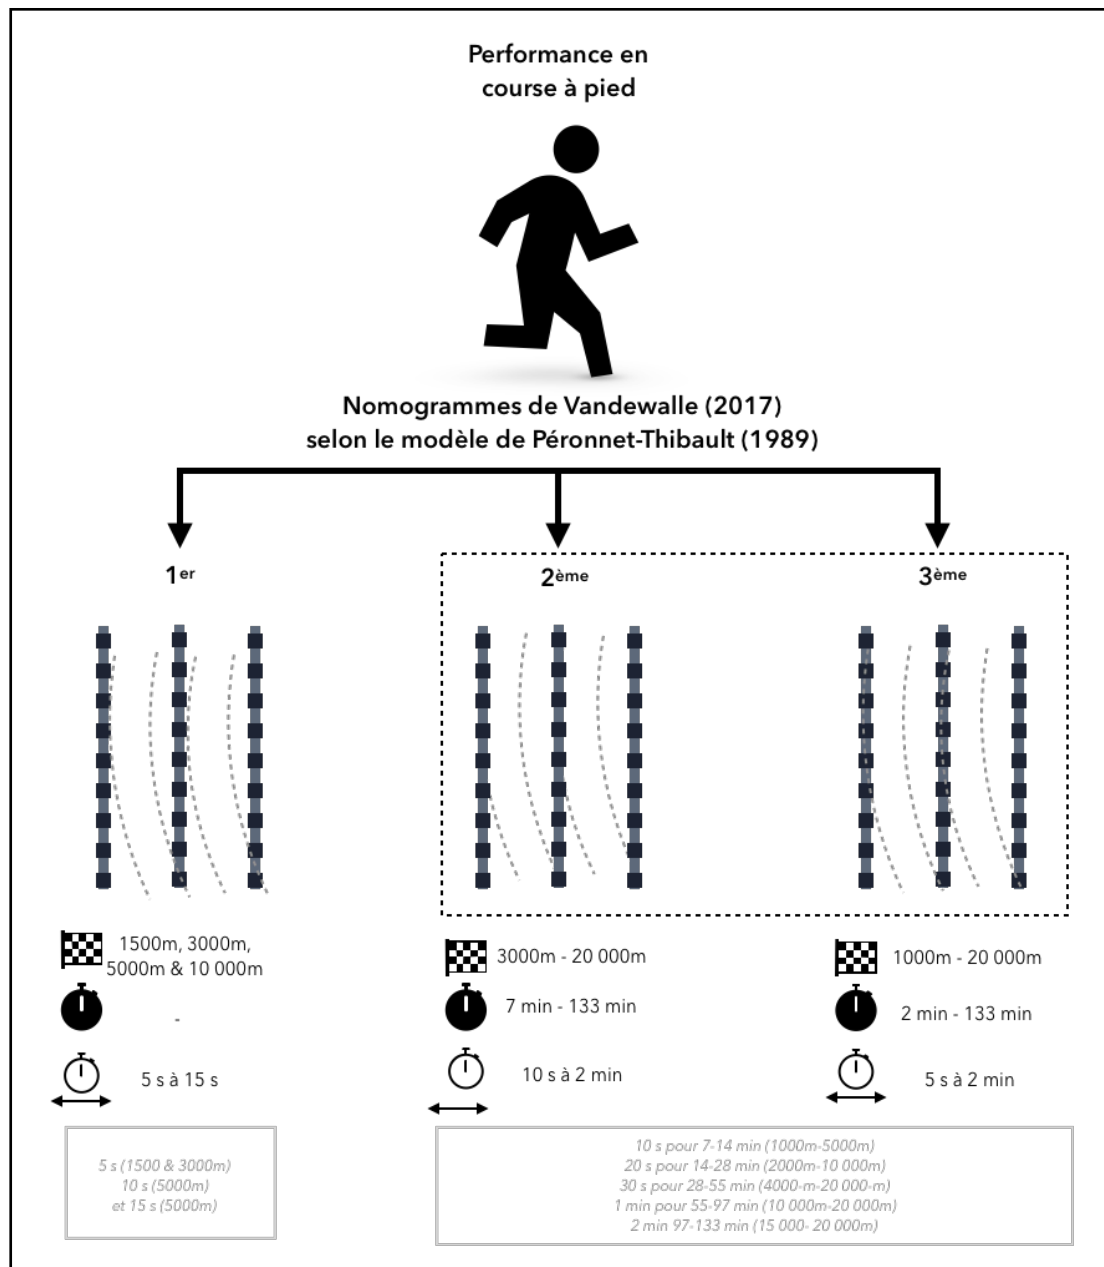 Performance en
course à pied
Nomogrammes de Vandewalle (2017)
selon le modèle de Péronnet-Thibault (1989)
1er
2ème
3ème
1500m, 3000m,
5000m & 10 000m
-
5 s à 15 s
3000m - 20 000m
7 min - 133 min
10 s à 2 min
1000m - 20 000m
2 min - 133 min
5 s à 2 min
5 s (1500 & 3000m)
10 s (5000m)
et 15 s (5000m)
10 s pour 7-14 min (1000m-5000m)
20 s pour 14-28 min (2000m-10 000m)
30 s pour 28-55 min (4000-m-20 000-m)
1 min pour 55-97 min (10 000m-20 000m)
2 min 97-133 min (15 000- 20 000m)